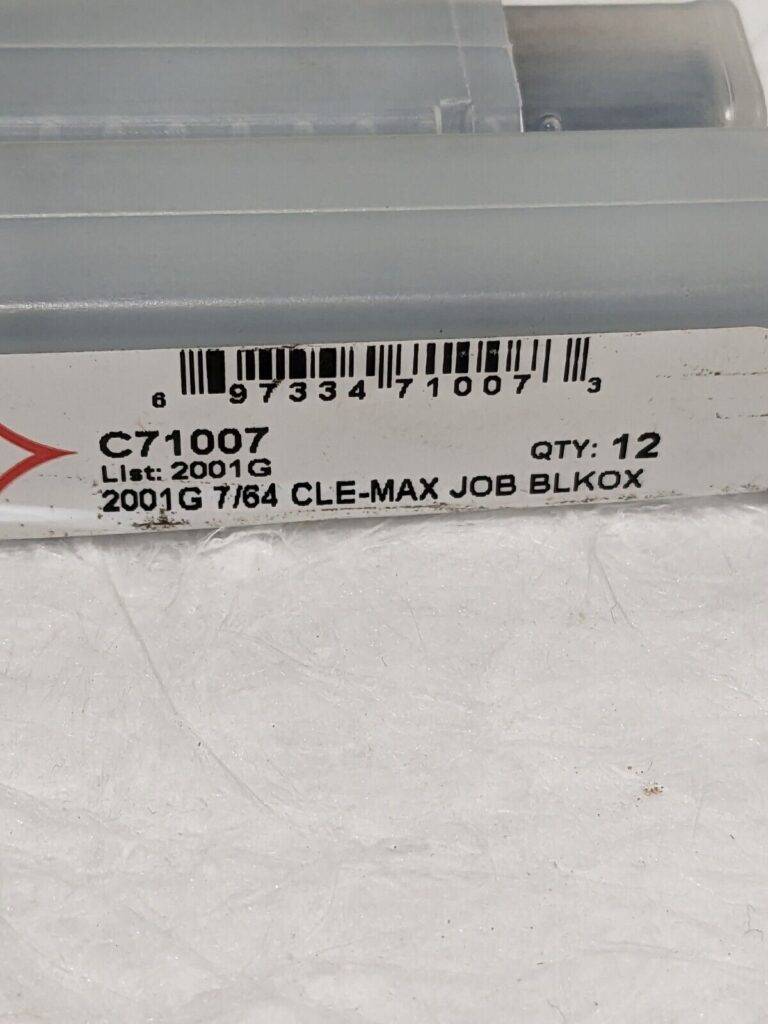 6 97334 71007 3
C71007
QTY: 12
List: 2001G
2001G 7/64 CLE-MAX JOB BLKOX